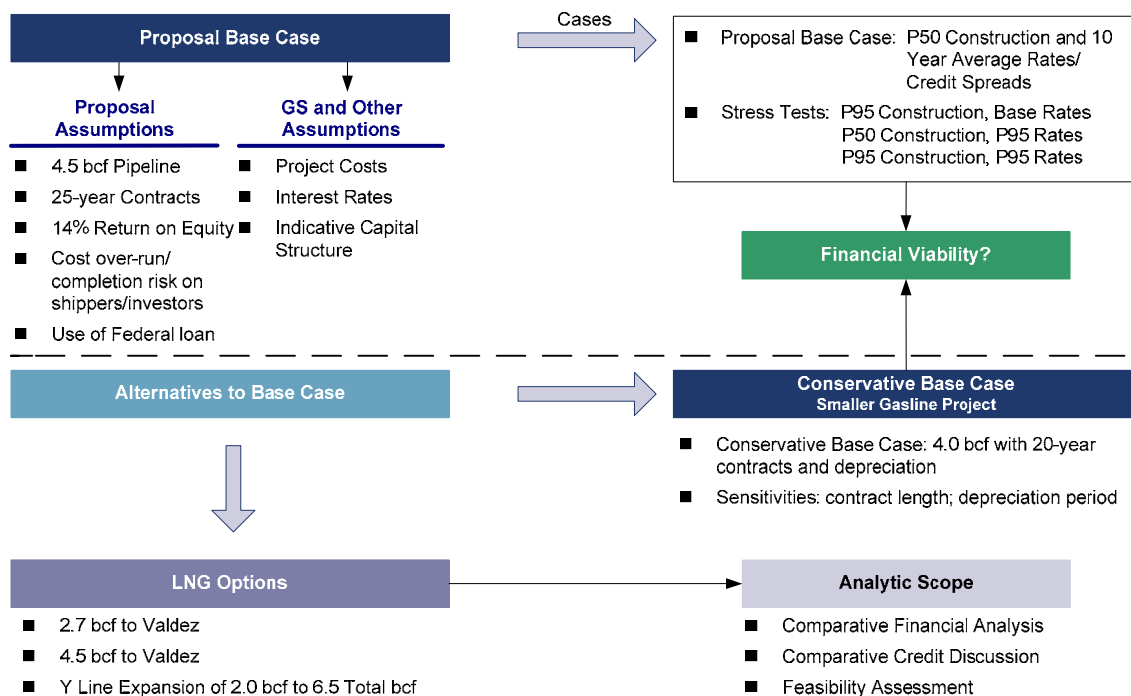 Proposal Base Case
Cases
Proposal
Assumptions
■ 4.5 bcf Pipeline
■ 25-year Contracts
■ 14% Return on Equity
■ Cost over-run/
completion risk on
shippers/investors
■ Use of Federal loan
GS and Other
Assumptions
■ Project Costs
■ Interest Rates
■ Indicative Capital
Structure
■ Proposal Base Case: P50 Construction and 10
Year Average Rates/
Credit Spreads
■ Stress Tests: P95 Construction, Base Rates
P50 Construction, P95 Rates
P95 Construction, P95 Rates
Financial Viability?
Alternatives to Base Case
Conservative Base Case
Smaller Gasline Project
■ Conservative Base Case: 4.0 bcf with 20-year
contracts and depreciation
■ Sensitivities: contract length; depreciation period
LNG Options
■ 2.7 bcf to Valdez
■ 4.5 bcf to Valdez
■ Y Line Expansion of 2.0 bcf to 6.5 Total bcf
Analytic Scope
■ Comparative Financial Analysis
■ Comparative Credit Discussion
■ Feasibility Assessment